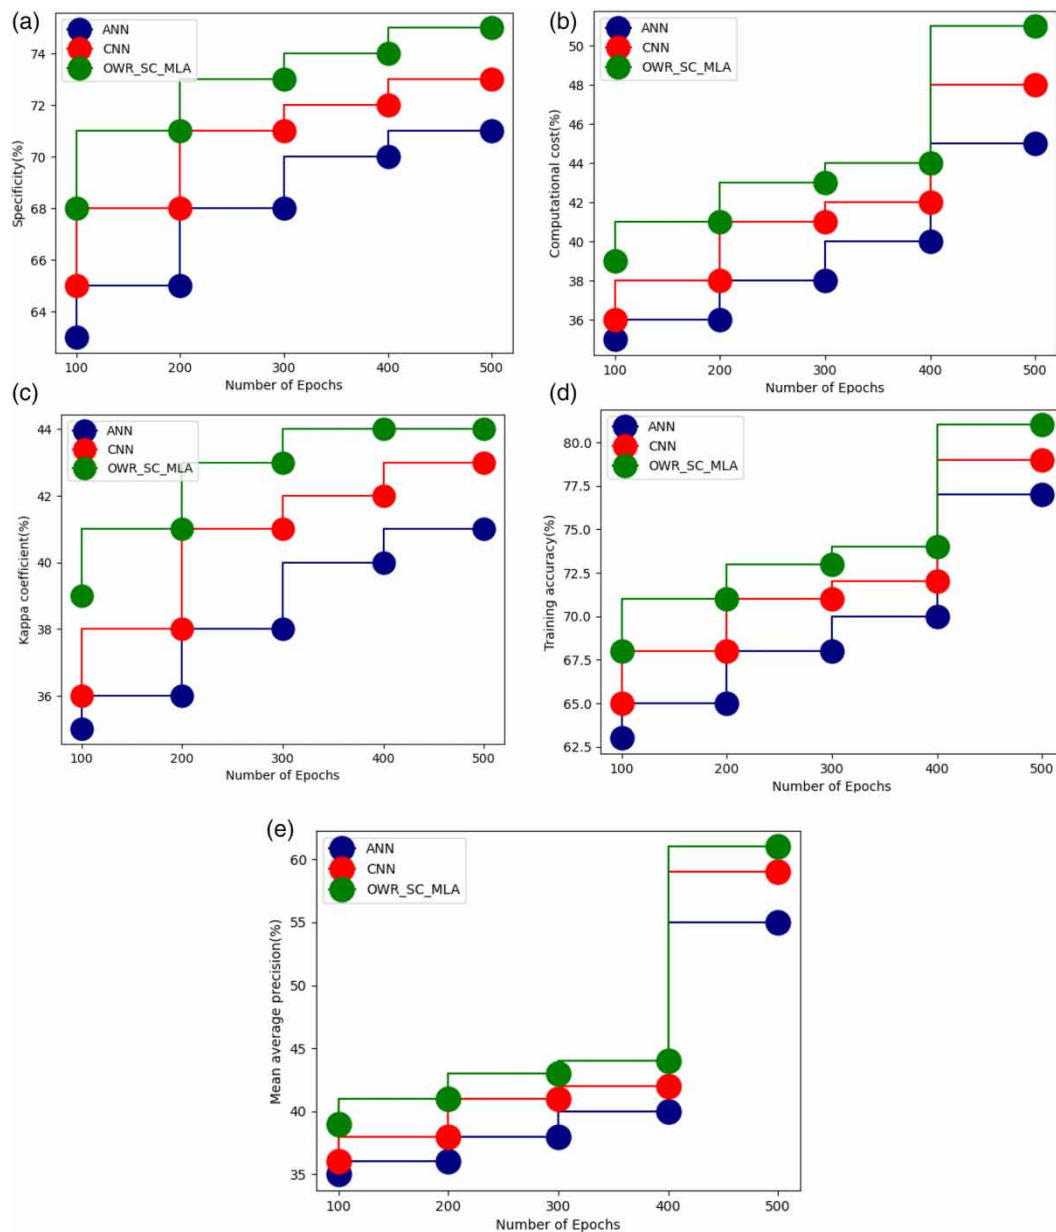 (a)
ANN
CNN
OWR_SC_MLA
74
72
70
68
66
64
Specificity(%)
100 200 300 400 500
Number of Epochs
(b)
ANN
CNN
OWR_SC_MLA
50
48
46
44
42
40
38
36
Computational cost(%)
100 200 300 400 500
Number of Epochs
(c)
ANN
CNN
OWR_SC_MLA
44
42
40
38
36
Kappa coefficient(%)
100 200 300 400 500
Number of Epochs
(d)
ANN
CNN
OWR_SC_MLA
80.0
77.5
75.0
72.5
70.0
67.5
65.0
62.5
Training accuracy(%)
100 200 300 400 500
Number of Epochs
(e)
ANN
CNN
OWR_SC_MLA
60
55
50
45
40
35
Mean average precision(%)
100 200 300 400 500
Number of Epochs